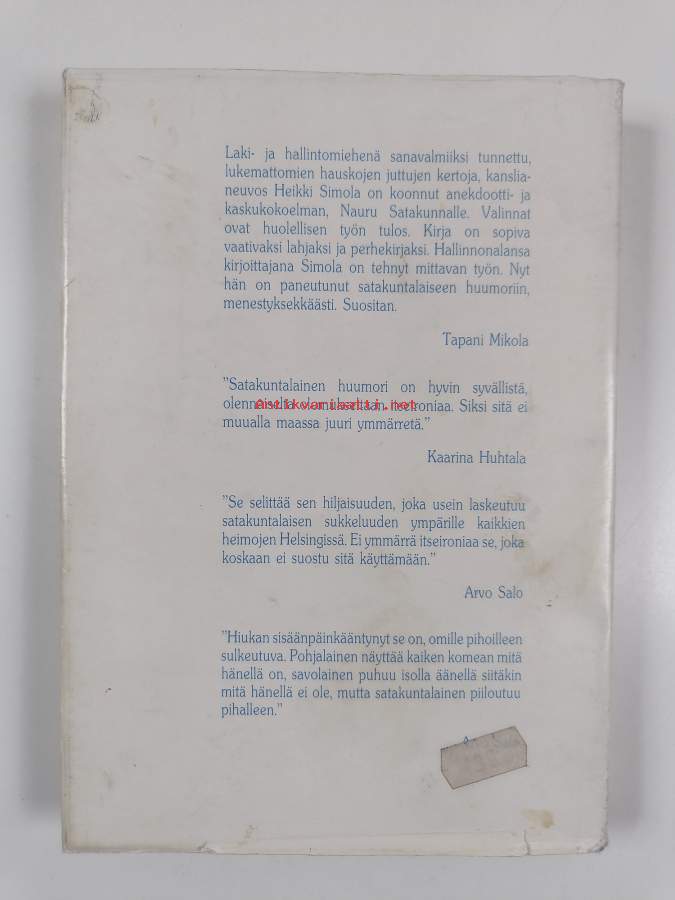 Laki- ja hallintomiehenä sanavalmiiksi tunnettu,
lukemattomien hauskojen juttujen kertoja, kanslia-
neuvos Heikki Simola on koonnut anekdootti- ja
kaskukokoelman, Nauru Satakunnalle. Valinnat
ovat huolellisen työn tulos. Kirja on sopiva
vaativaksi lahjaksi ja perhekirjaksi. Hallinnonalansa
kirjoittajana Simola on tehnyt mittavan työn. Nyt
hän on paneutunut satakuntalaiseen huumoriin,
menestyksekkäästi. Suositan.
Tapani Mikola
"Satakuntalainen huumori on hyvin syvällistä,
itseironiaa. Siksi sitä ei
antikvariaatti.net
muualla maassa juuri ymmärretä."
Kaarina Huhtala
"Se selittää sen hiljaisuuden, joka usein laskeutuu
satakuntalaisen sukkeluuden ympärille kaikkien
heimojen Helsingissä. Ei ymmärrä itseironiaa se, joka
koskaan ei suostu sitä käyttämään."
Arvo Salo
"Hiukan sisäänpäinkääntynyt se on, omille pihoilleen
sulkeutuva. Pohjalainen näyttää kaiken komean mitä
hänellä on, savolainen puhuu isolla äänellä siitäkin
mitä hänellä ei ole, mutta satakuntalainen piiloutuu
pihalleen."